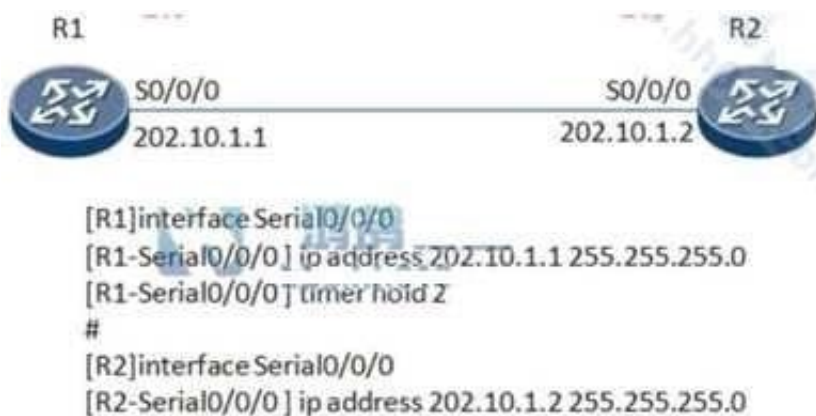 R1
R2
S0/0/0
S0/0/0
202.10.1.1
202.10.1.2
[R1]interface Serial0/0/0
[R1-Serial0/0/0 ] ip address 202.10.1.1 255.255.255.0
[R1-Serial0/0/0 ] timer hold 2
#
[R2]interface Serial0/0/0
[R2-Serial0/0/0 ] ip address 202.10.1.2 255.255.255.0